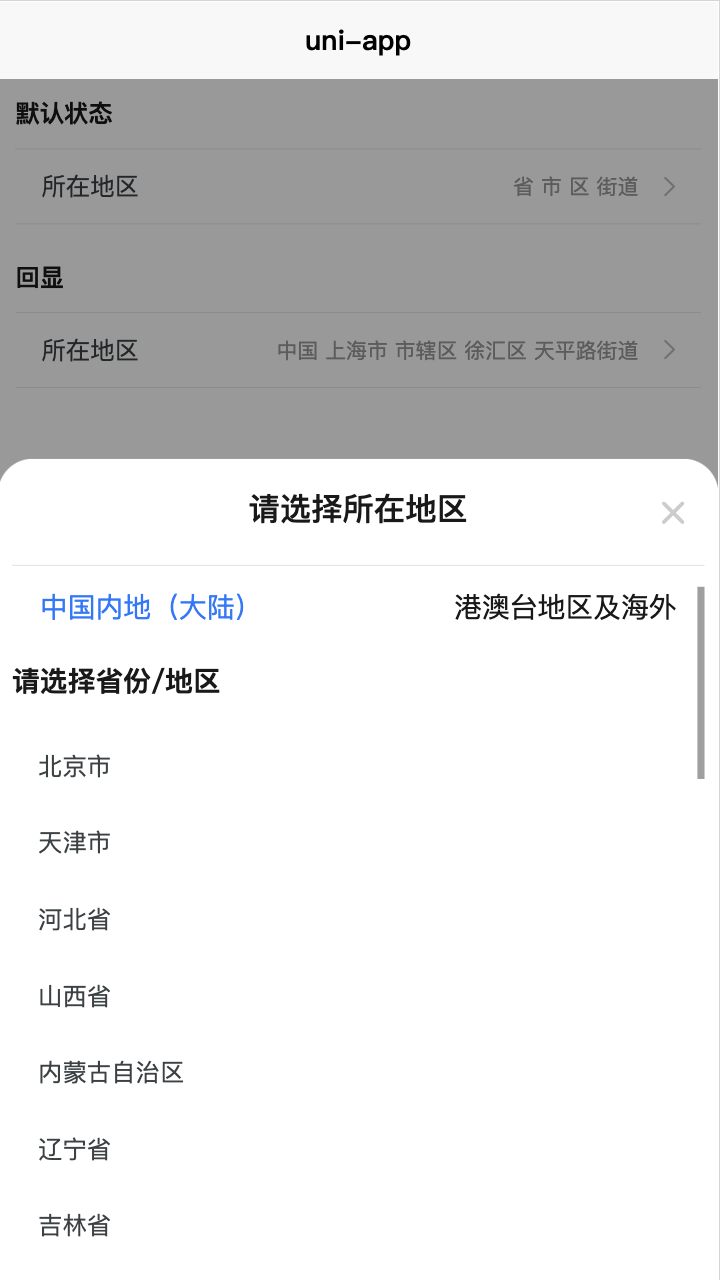 uni-app
默认状态
所在地区 省 市 区 街道
回显
所在地区 中国 上海市 市辖区 徐汇区 天平路街道
请选择所在地区
中国内地（大陆） 港澳台地区及海外
请选择省份/地区
北京市
天津市
河北省
山西省
内蒙古自治区
辽宁省
吉林省